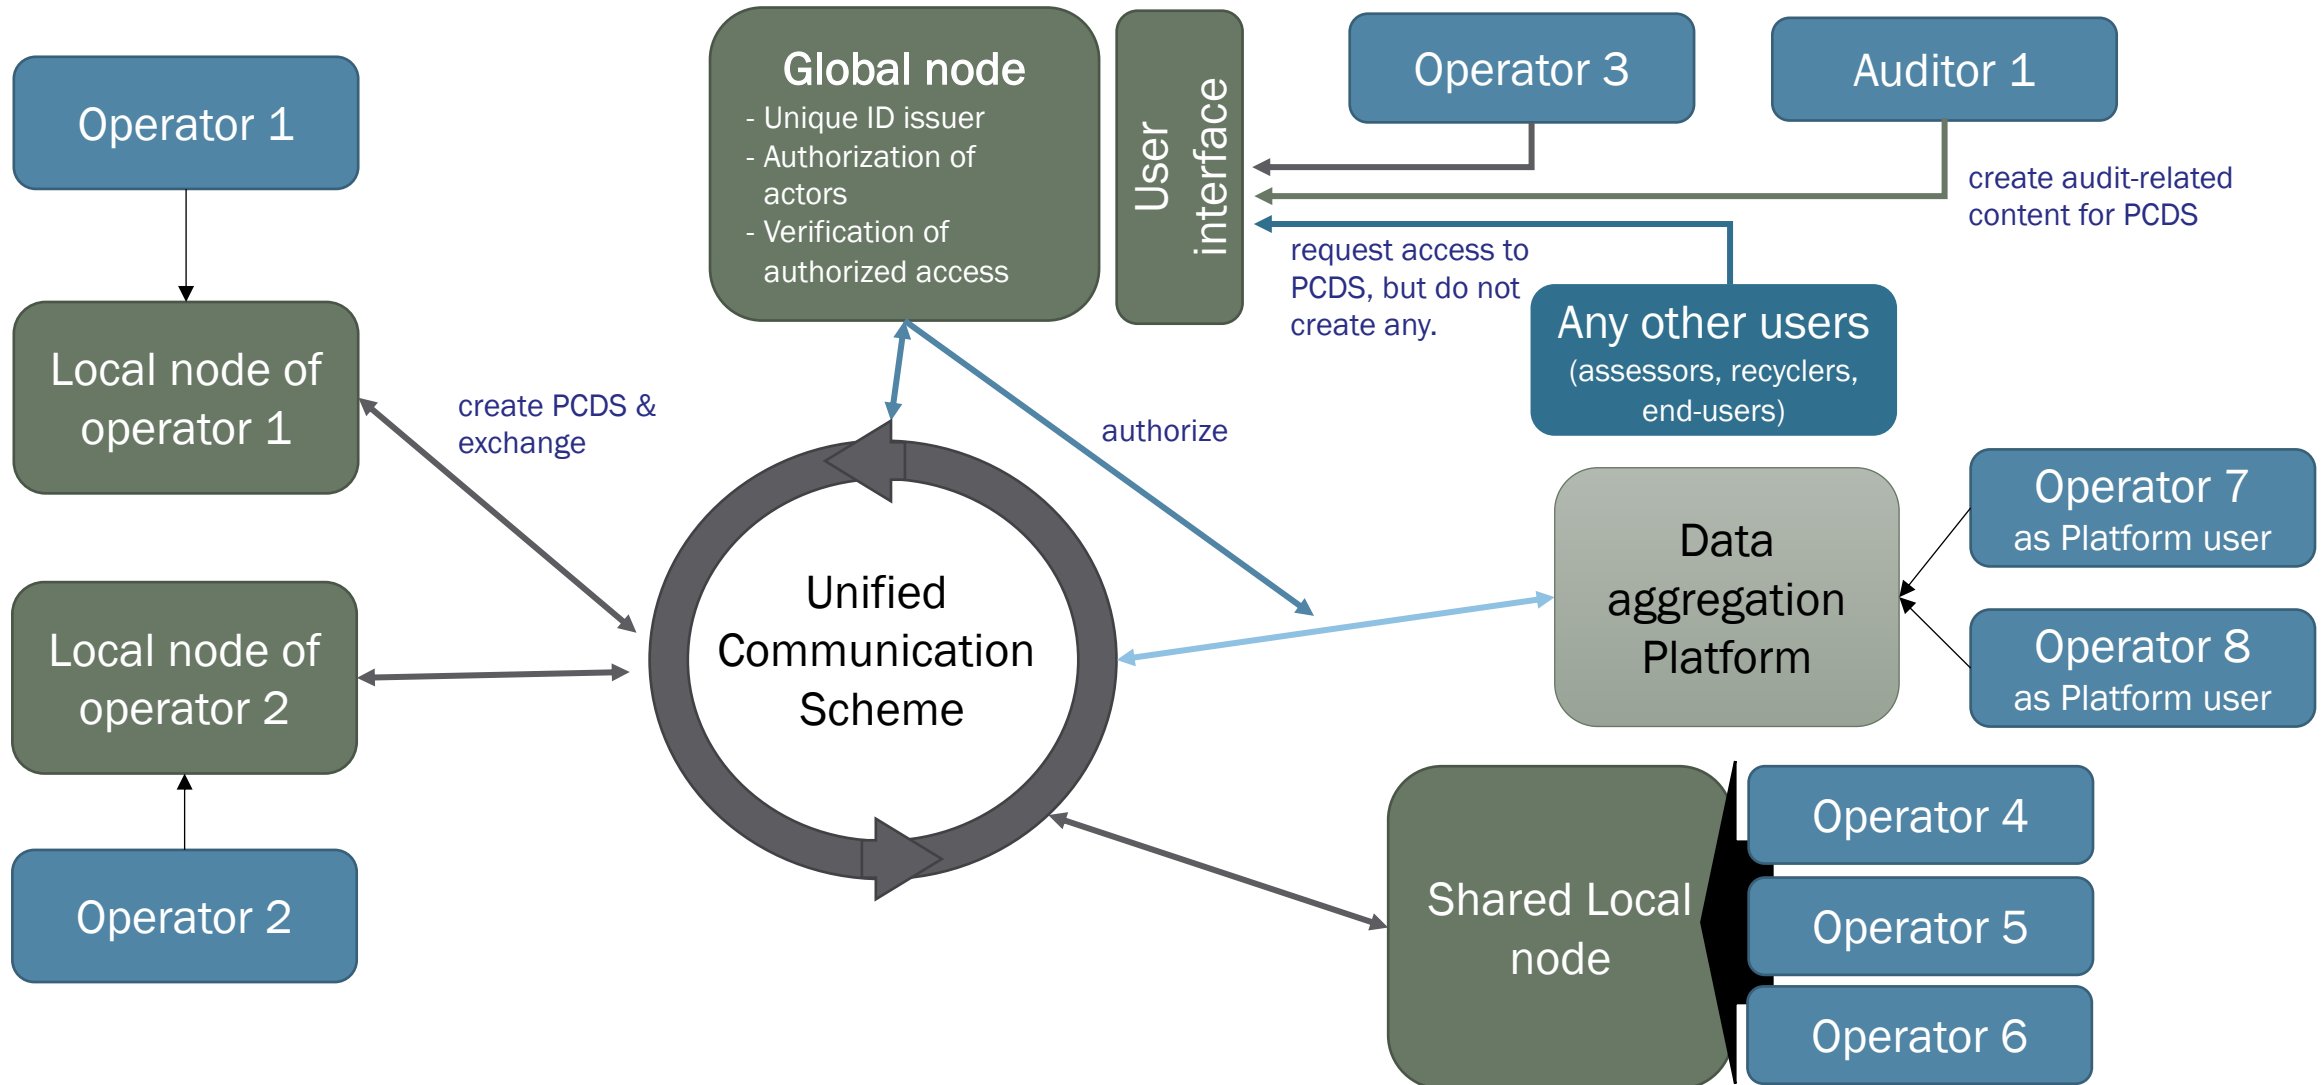 Operator 1
Local node of
operator 1
Local node of
operator 2
Operator 2
create PCDS &
exchange
Global node
- Unique ID issuer
- Authorization of
actors
- Verification of
authorized access
User
interface
Operator 3
Auditor 1
create audit-related
content for PCDS
request access to
PCDS, but do not
create any.
Any other users
(assessors, recyclers,
end-users)
authorize
Unified
Communication
Scheme
Data
aggregation
Platform
Operator 7
as Platform user
Operator 8
as Platform user
Shared Local
node
Operator 4
Operator 5
Operator 6